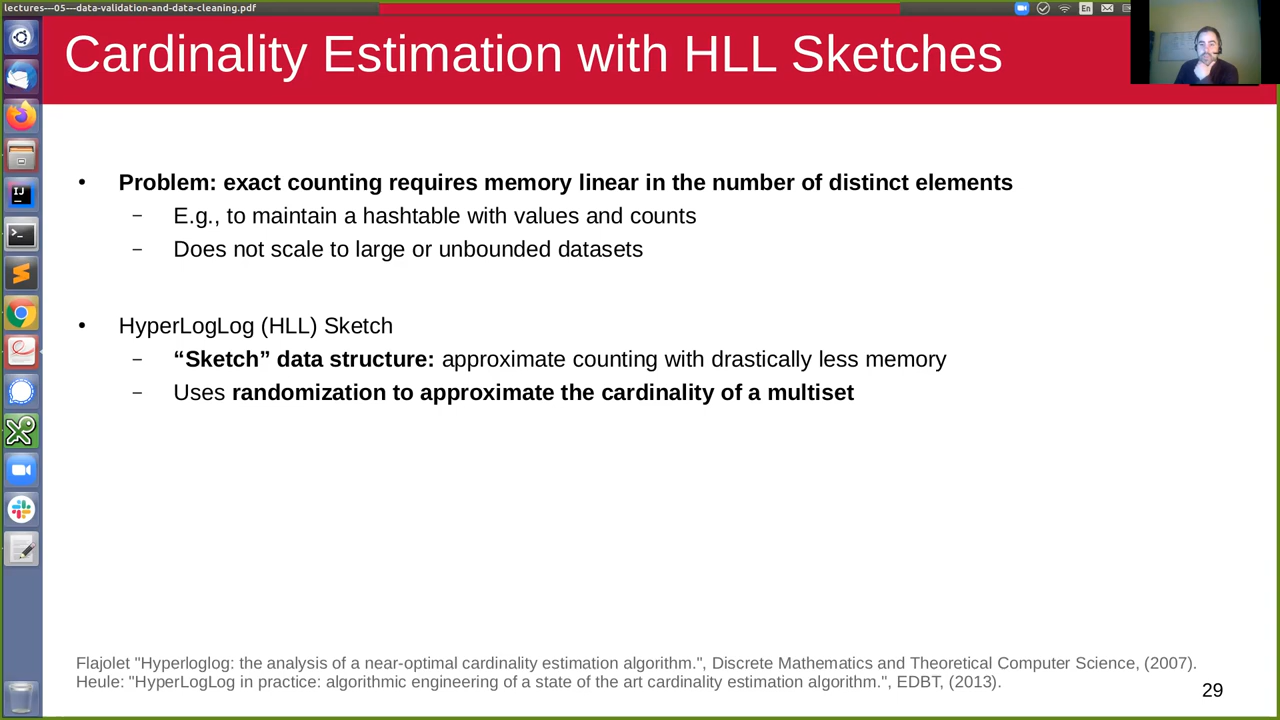 lectures---05---data-validation-and-data-cleaning.pdf
En
Cardinality Estimation with HLL Sketches
• Problem: exact counting requires memory linear in the number of distinct elements
– E.g., to maintain a hashtable with values and counts
– Does not scale to large or unbounded datasets
• HyperLogLog (HLL) Sketch
– “Sketch” data structure: approximate counting with drastically less memory
– Uses randomization to approximate the cardinality of a multiset
IJ
Flajolet "Hyperloglog: the analysis of a near-optimal cardinality estimation algorithm.", Discrete Mathematics and Theoretical Computer Science, (2007).
Heule: "HyperLogLog in practice: algorithmic engineering of a state of the art cardinality estimation algorithm.", EDBT, (2013).
29